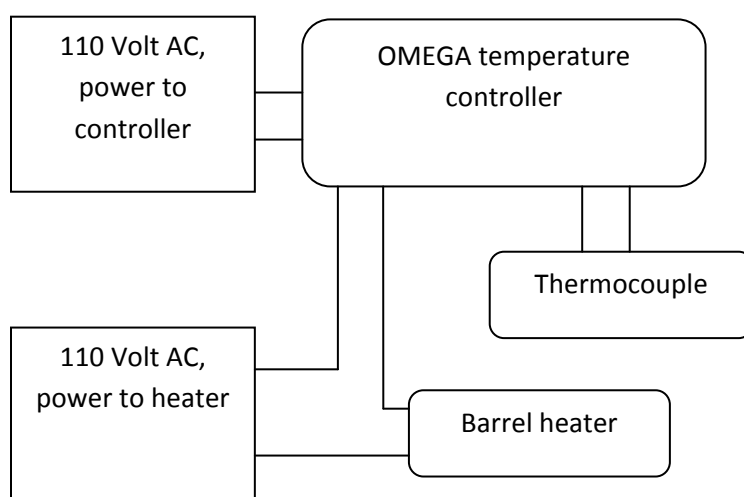 110 Volt AC,
power to
controller
OMEGA temperature
controller
Thermocouple
110 Volt AC,
power to heater
Barrel heater